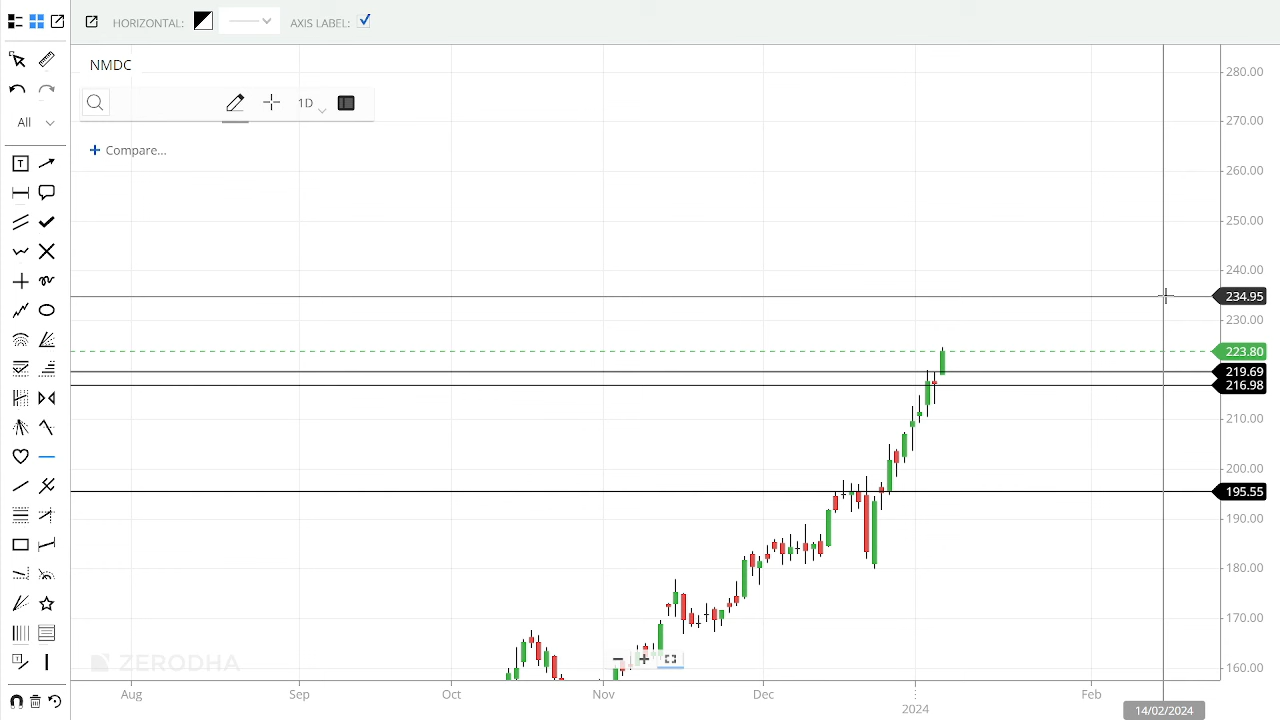 HORIZONTAL:
AXIS LABEL:
NMDC
1D
All
Compare...
T
280.00
270.00
260.00
250.00
240.00
234.95
230.00
223.80
219.69
216.98
210.00
200.00
195.55
190.00
180.00
170.00
160.00
ZERODHA
Aug
Sep
Oct
Nov
Dec
2024
Feb
14/02/2024